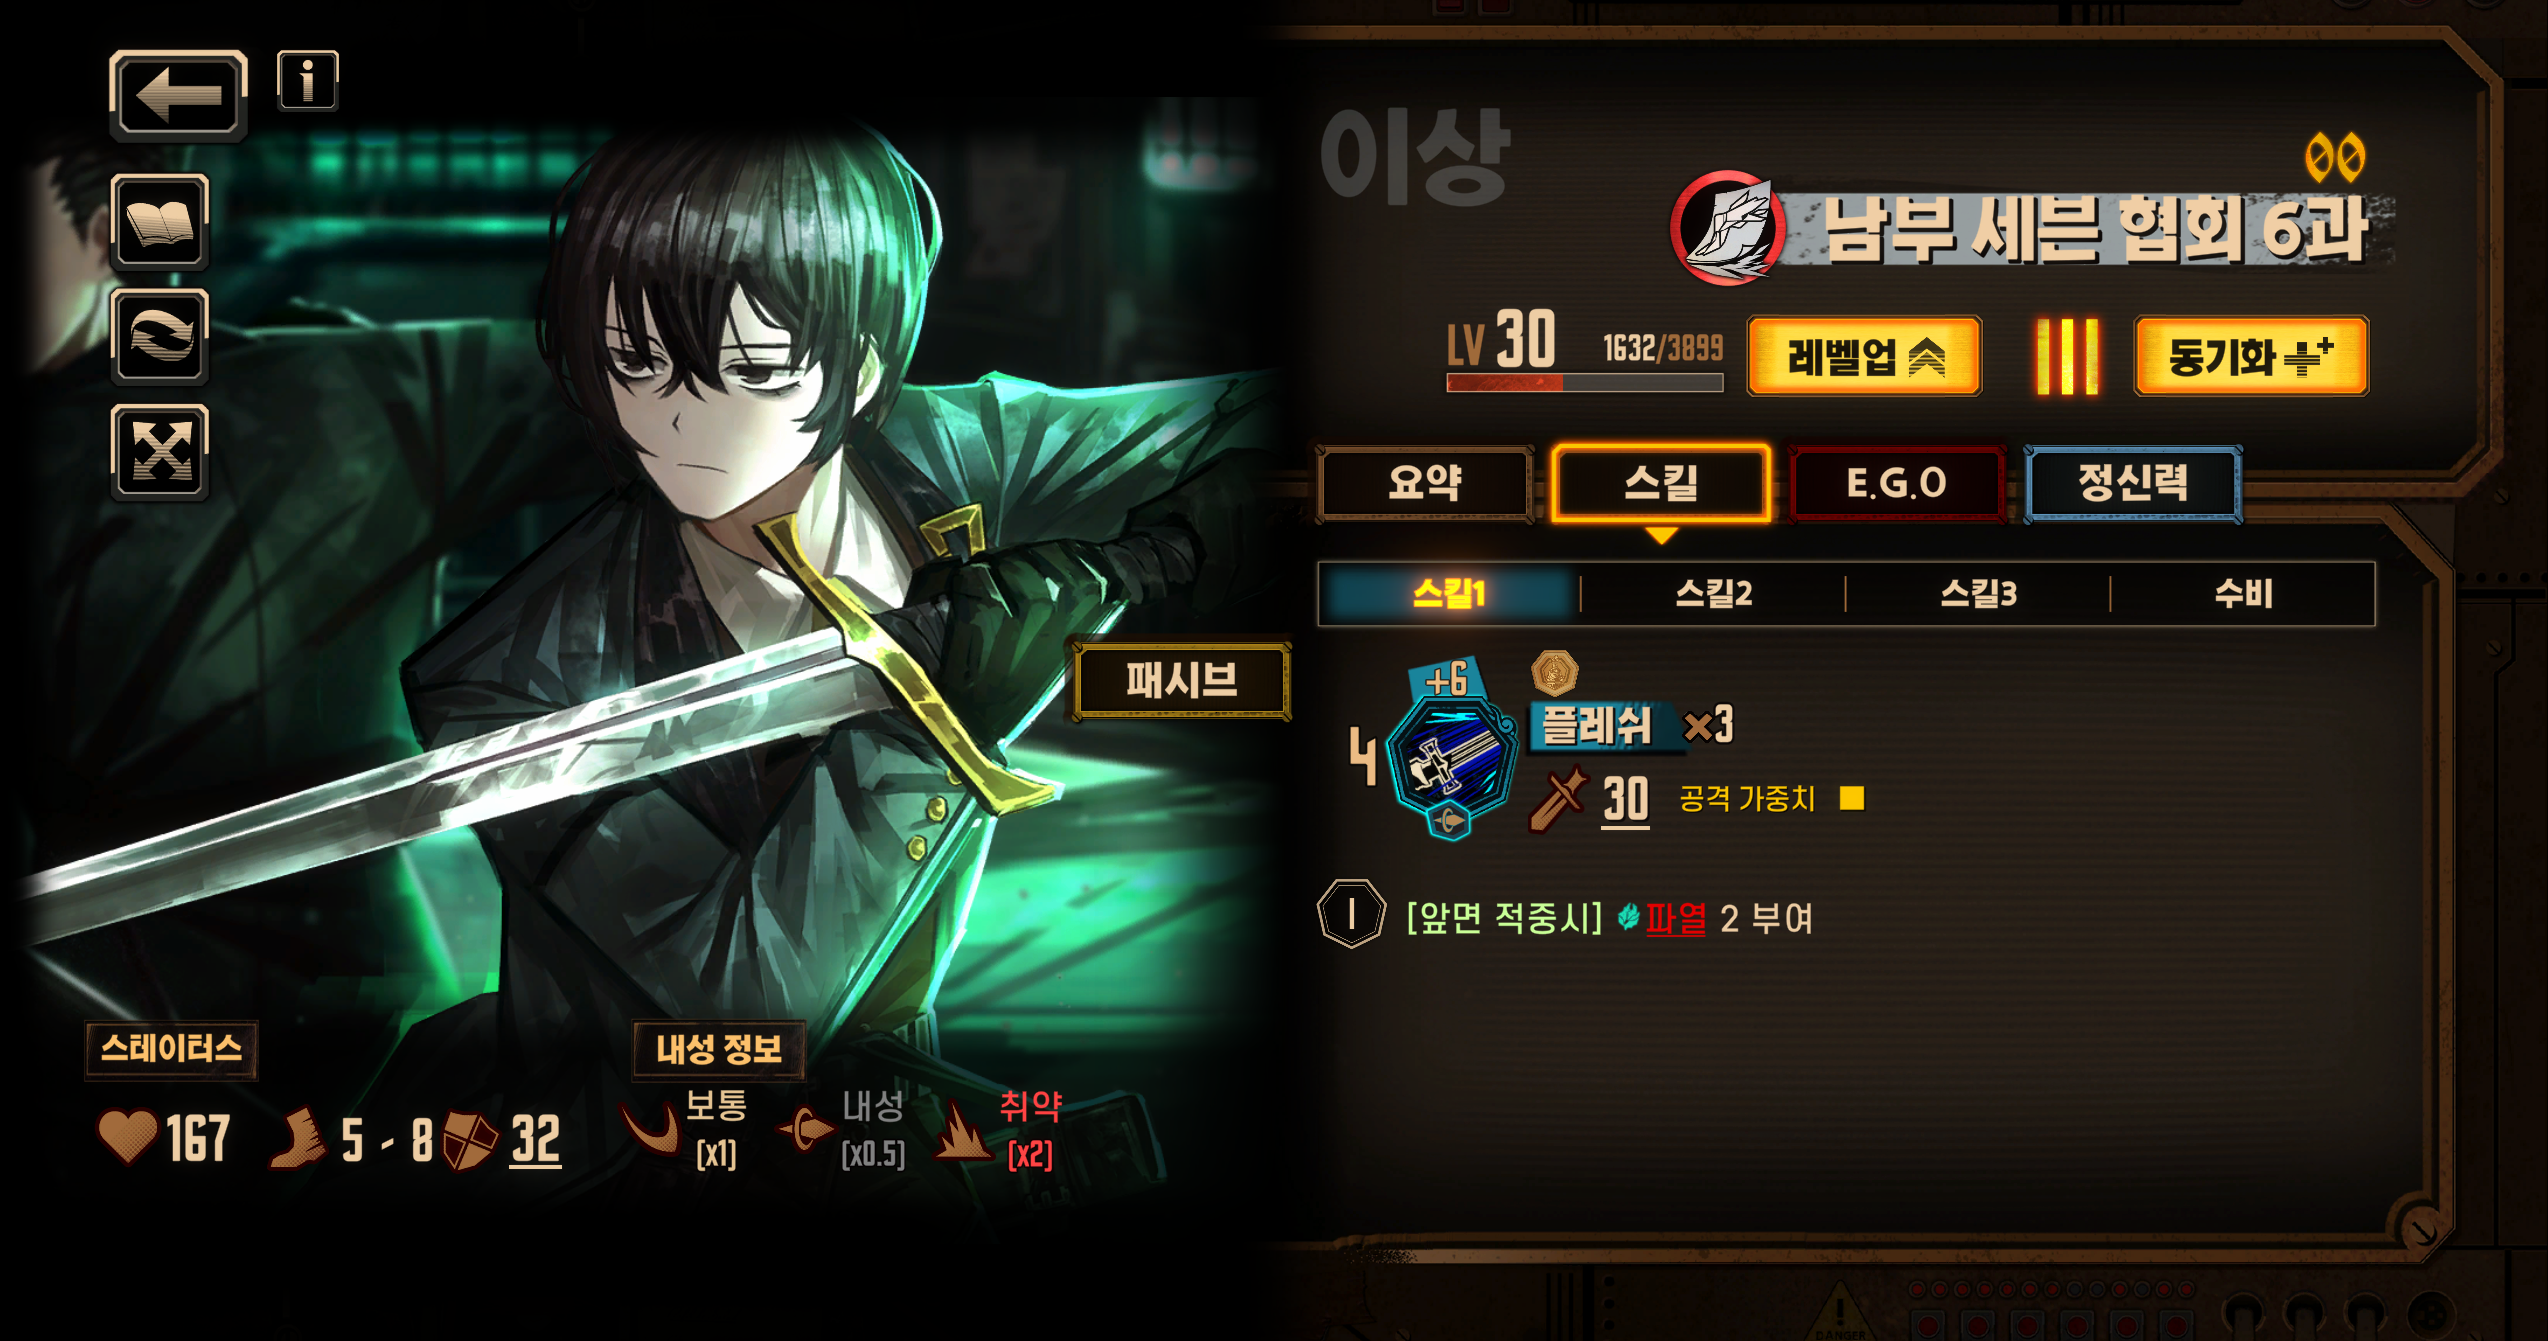 이상
남부 세븐 협회 6과
LV 30 1632/3899 레벨업 동기화
요약 스킬 E.G.O 정신력
스킬1 스킬2 스킬3 수비
+6
4 플레쉬 ×3
30 공격 가중치
I [앞면 적중시] 파열 2 부여
패시브
스테이터스
167 5 - 8 32
내성 정보
보통 내성 취약
[x1] [x0.5] [x2]
DANGER